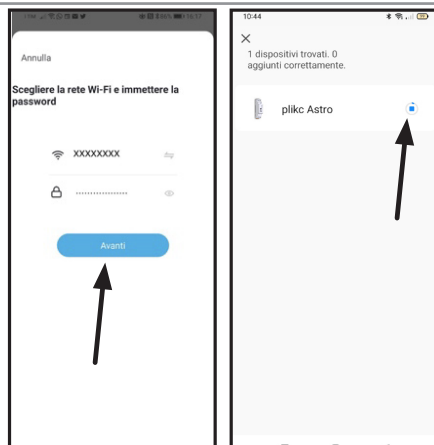 Annulla
Scegliere la rete Wi-Fi e immettere la
password
XXXXXXXX
Avanti
10:44
1 dispositivi trovati. 0
aggiunti correttamente.
plikc Astro